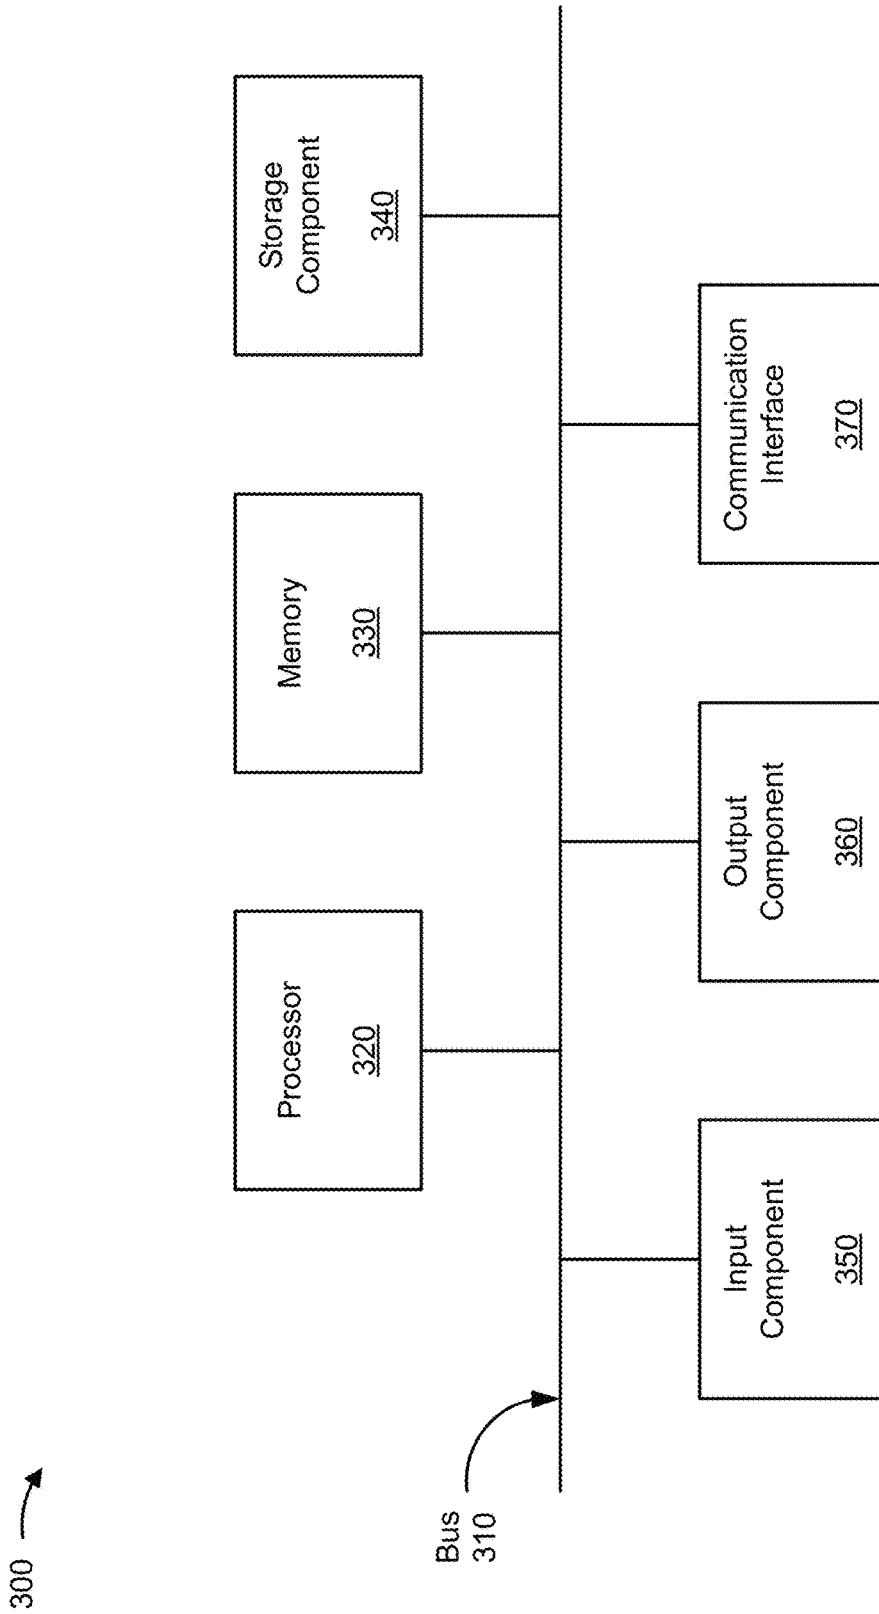 300
Processor
320
Memory
330
Storage
Component
340
Bus
310
Input
Component
350
Output
Component
360
Communication
Interface
370